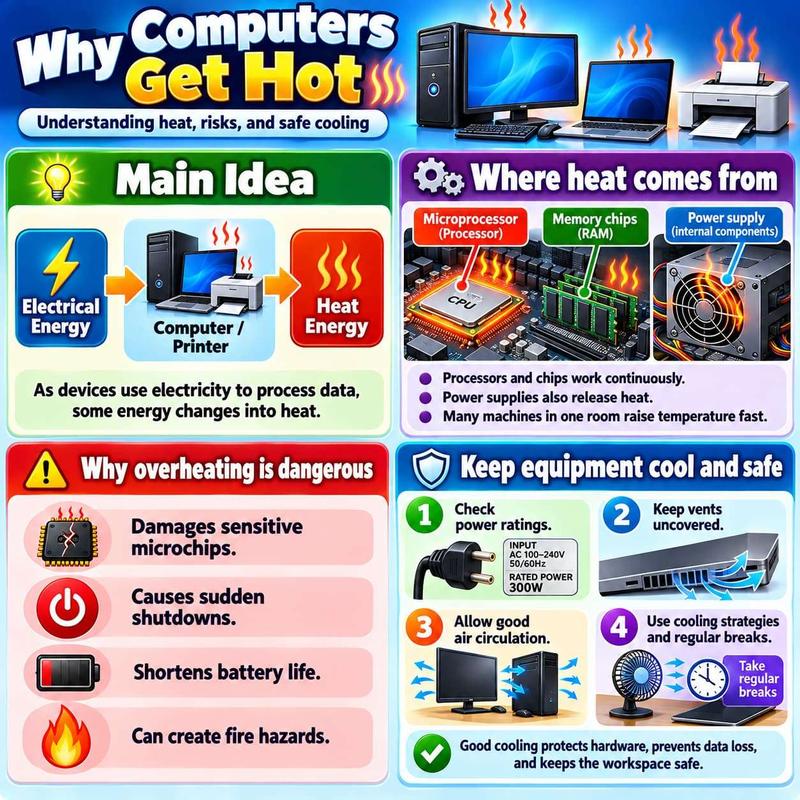 Why Computers
Get Hot
Understanding heat, risks, and safe cooling
Main Idea
Electrical
Energy
Computer /
Printer
Heat
Energy
As devices use electricity to process data,
some energy changes into heat.
Where heat comes from
Microprocessor
(Processor)
Memory chips
(RAM)
Power supply
(internal components)
CPU
Processors and chips work continuously.
Power supplies also release heat.
Many machines in one room raise temperature fast.
Why overheating is dangerous
Damages sensitive
microchips.
Causes sudden
shutdowns.
Shortens battery life.
Can create fire hazards.
Keep equipment cool and safe
1
Check
power ratings.
INPUT
AC 100–240V
50/60Hz
RATED POWER
300W
2
Keep vents
uncovered.
3
Allow good
air circulation.
4
Use cooling strategies
and regular breaks.
Take
regular
breaks
Good cooling protects hardware, prevents data loss,
and keeps the workspace safe.